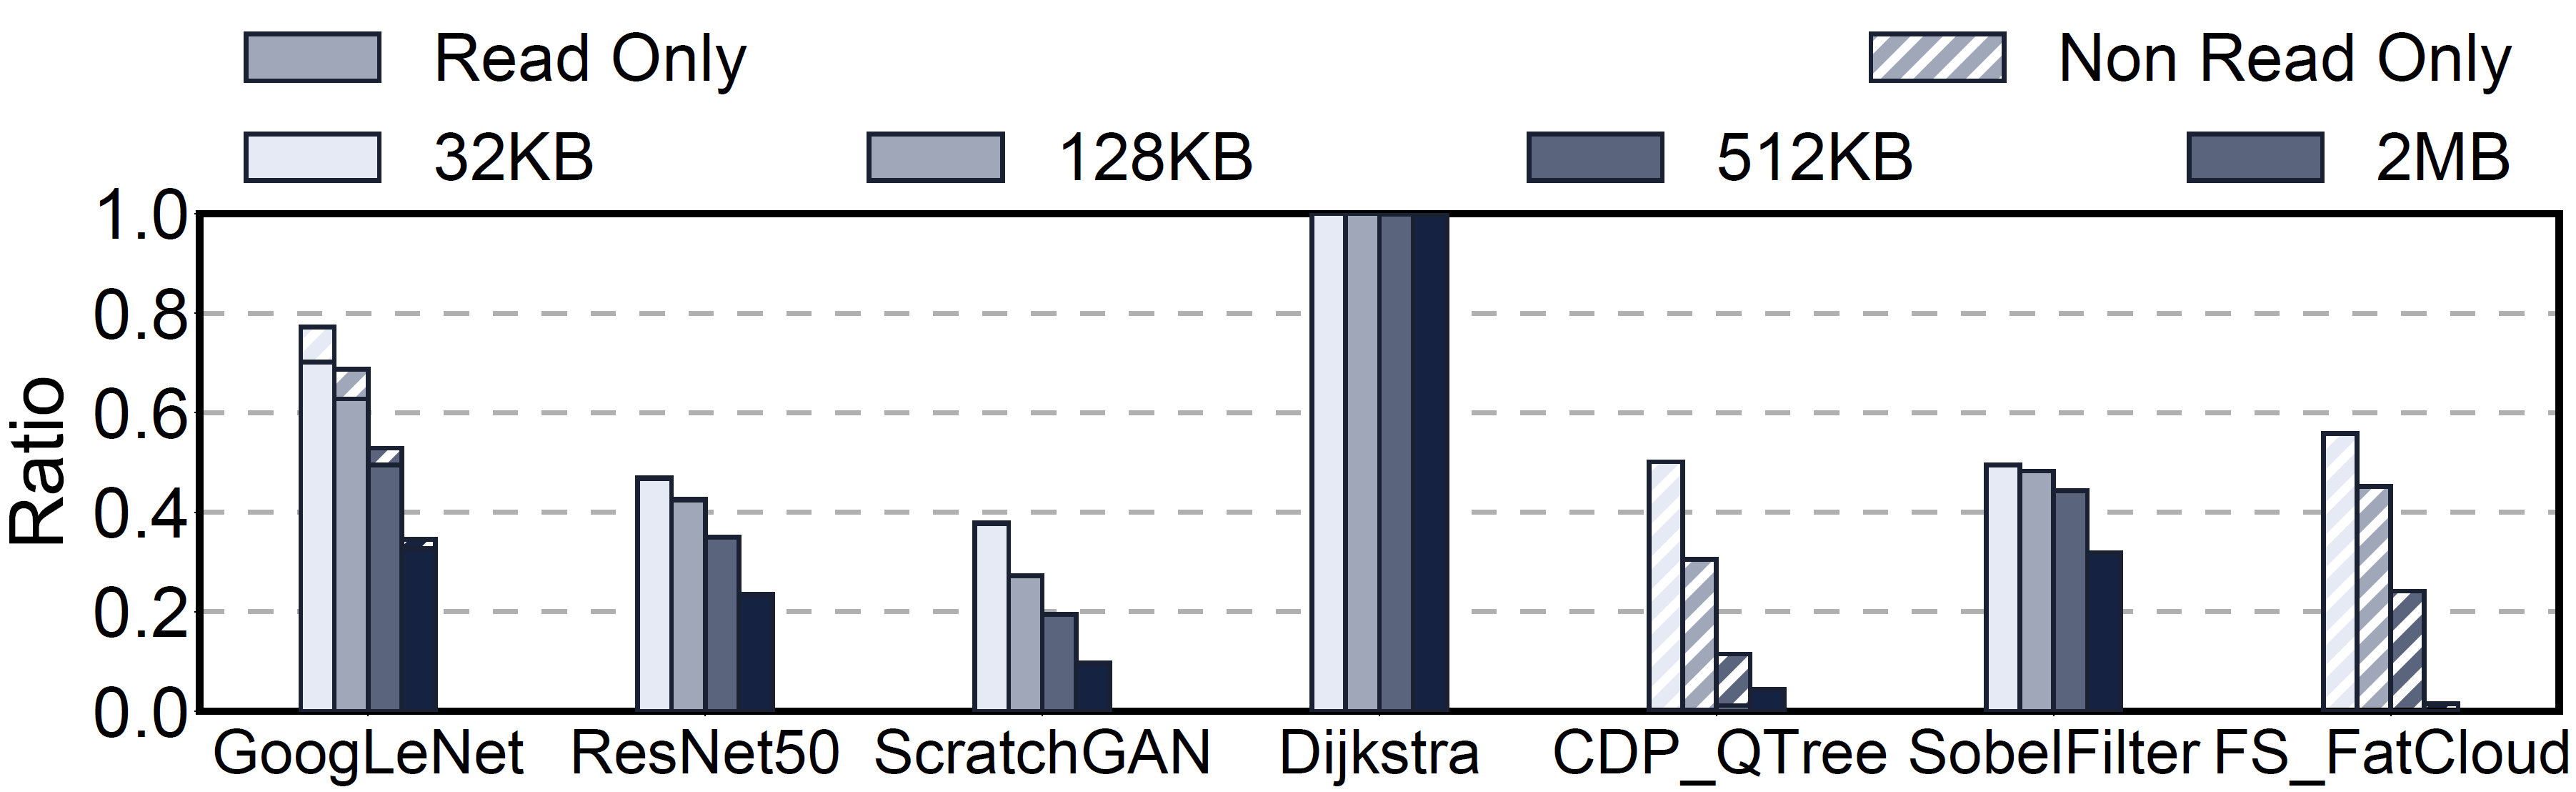 Read Only Non Read Only
32KB 128KB 512KB 2MB
1.0
0.8
0.6
0.4
0.2
0.0
Ratio
GoogLeNet ResNet50 ScratchGAN Dijkstra CDP_QTree SobelFilter FS_FatCloud